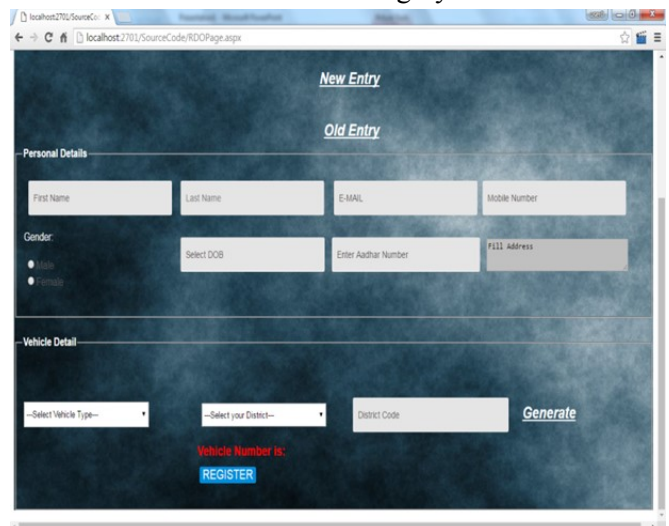 localhost:2701/SourceCo
localhost:2701/SourceCode/RDOPage.aspx
New Entry
Old Entry
Personal Details
First Name Last Name E-MAIL Mobile Number
Gender:
Male
Female
Select DOB Enter Aadhar Number Fill Address
Vehicle Detail
---Select Vehicle Type--- ---Select your District--- District Code Generate
Vehicle Number is:
REGISTER